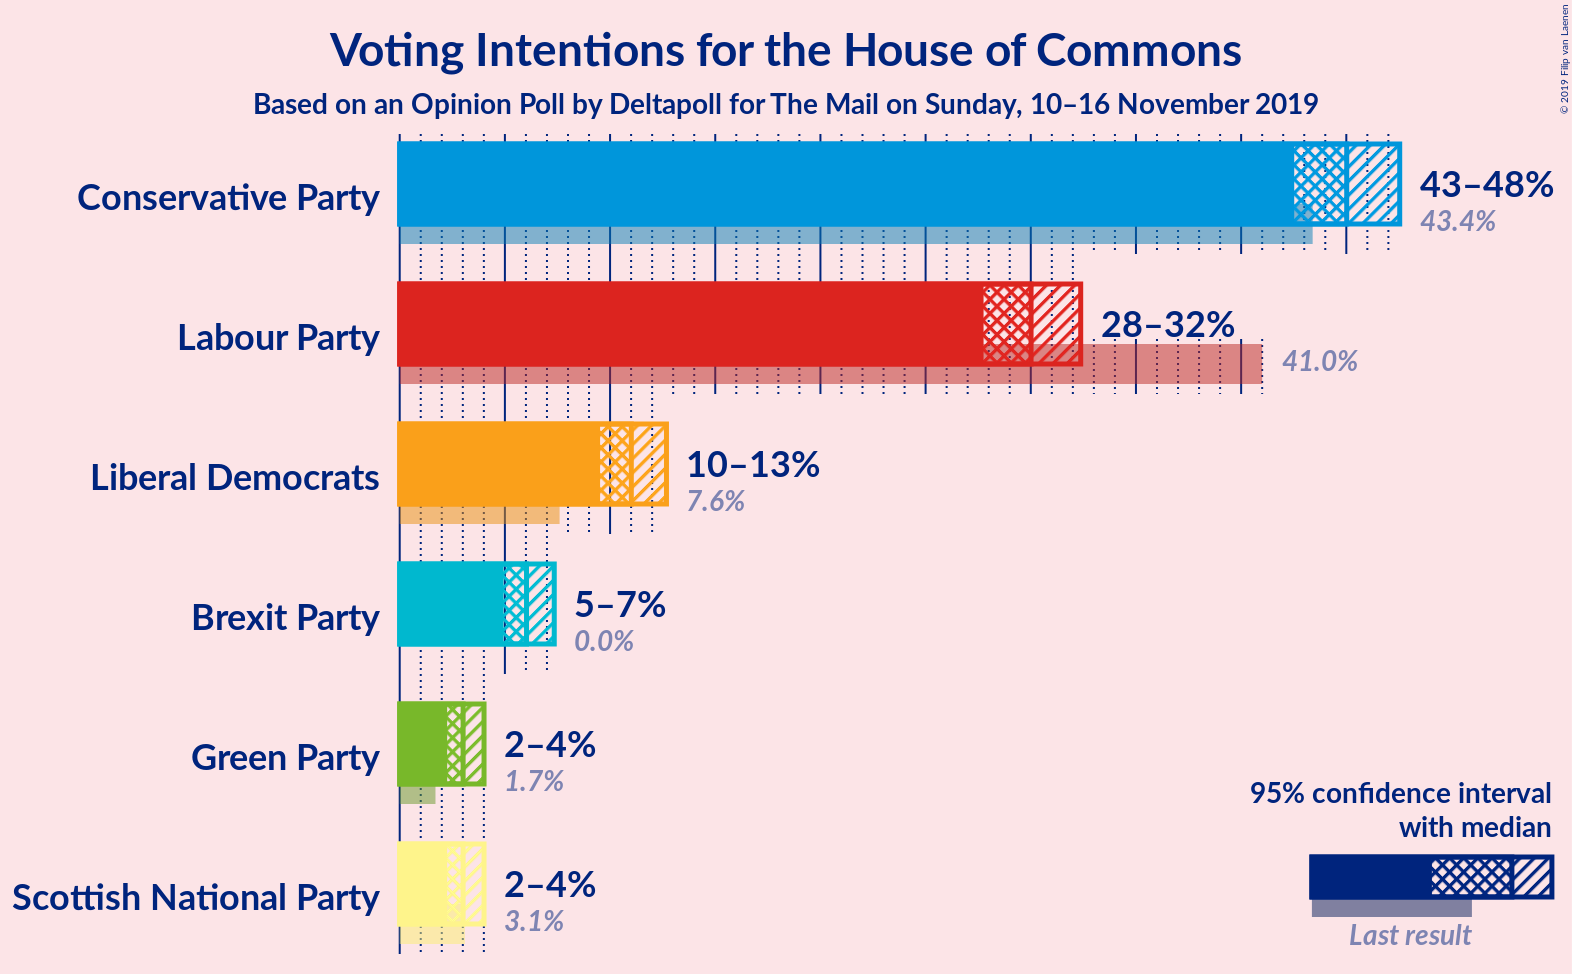 Voting Intentions for the House of Commons
Based on an Opinion Poll by Deltapoll for The Mail on Sunday, 10–16 November 2019
© 2019 Filip van Laenen
Conservative Party
43–48%
43.4%
Labour Party
28–32%
41.0%
Liberal Democrats
10–13%
7.6%
Brexit Party
5–7%
0.0%
Green Party
2–4%
1.7%
Scottish National Party
2–4%
3.1%
95% confidence interval
with median
Last result